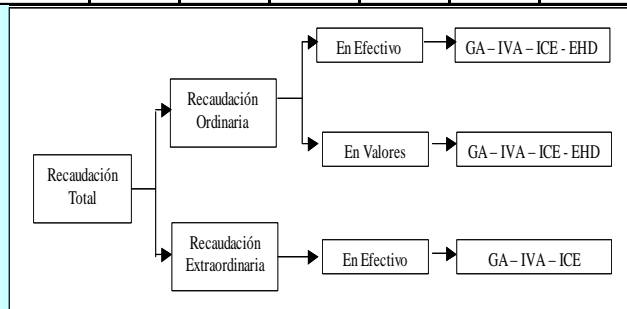 En Efectivo
GA – IVA – ICE - EHD
Recaudación
Ordinaria
En Valores
GA – IVA – ICE - EHD
Recaudación
Total
Recaudación
Extraordinaria
En Efectivo
GA – IVA – ICE